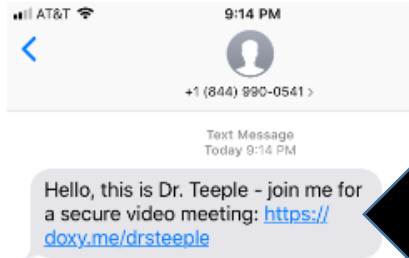 AT&T 9:14 PM
+1 (844) 990-0541 >
Text Message
Today 9:14 PM
Hello, this is Dr. Teeple - join me for
a secure video meeting: https://
doxy.me/drsteeple